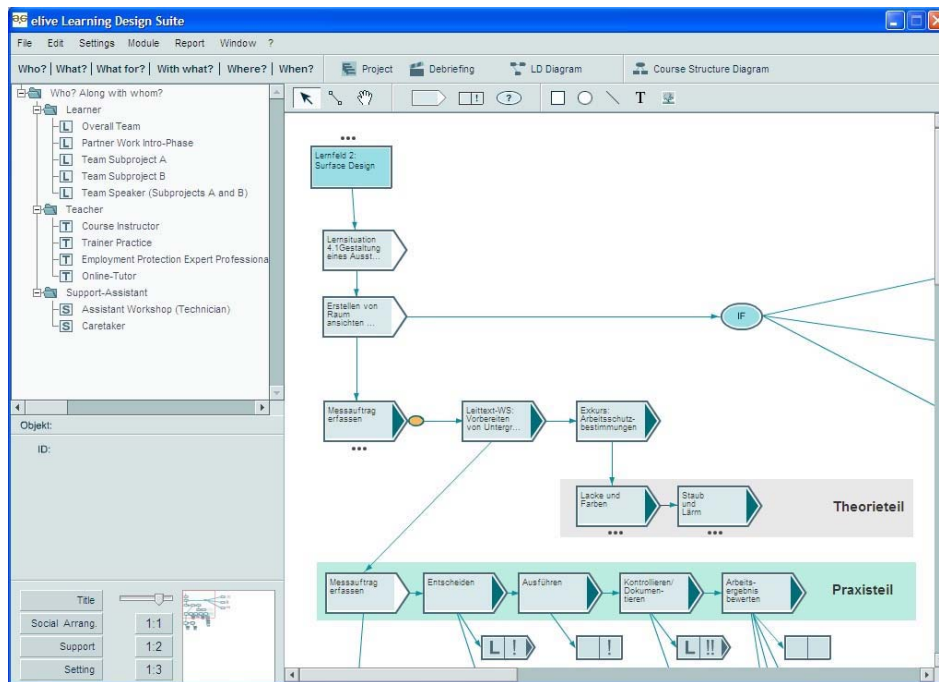 elive Learning Design Suite
File Edit Settings Module Report Window ?
Who? | What? | What for? | With what? | Where? | When? Project Debriefing LD Diagram Course Structure Diagram
Who? Along with whom?
Learner
L Overall Team
L Partner Work Intro-Phase
L Team Subproject A
L Team Subproject B
L Team Speaker (Subprojects A and B)
Teacher
T Course Instructor
T Trainer Practice
T Employment Protection Expert Professiona
T Online-Tutor
Support-Assistant
S Assistant Workshop (Technician)
S Caretaker
Objekt:
ID:
Title
Social Arrang. 1:1
Support 1:2
Setting 1:3
! ? T
Lernfeld 2:
Surface Design
Lernsituation
4.1Gestaltung
eines Ausst...
Erstellen von
Raum
ansichten ...
IF
Messauftrag
erfassen
Leittext-WS:
Vorbereiten
von Untergr...
Exkurs:
Arbeitsschutz-
bestimmungen
Lacke und
Farben
Staub
und
Lärm
Theorieteil
Messauftrag
erfassen
Entscheiden
Ausführen
Kontrollieren/
Dokumen-
tieren
Arbeits-
ergebnis
bewerten
Praxisteil
L ! ! L !!